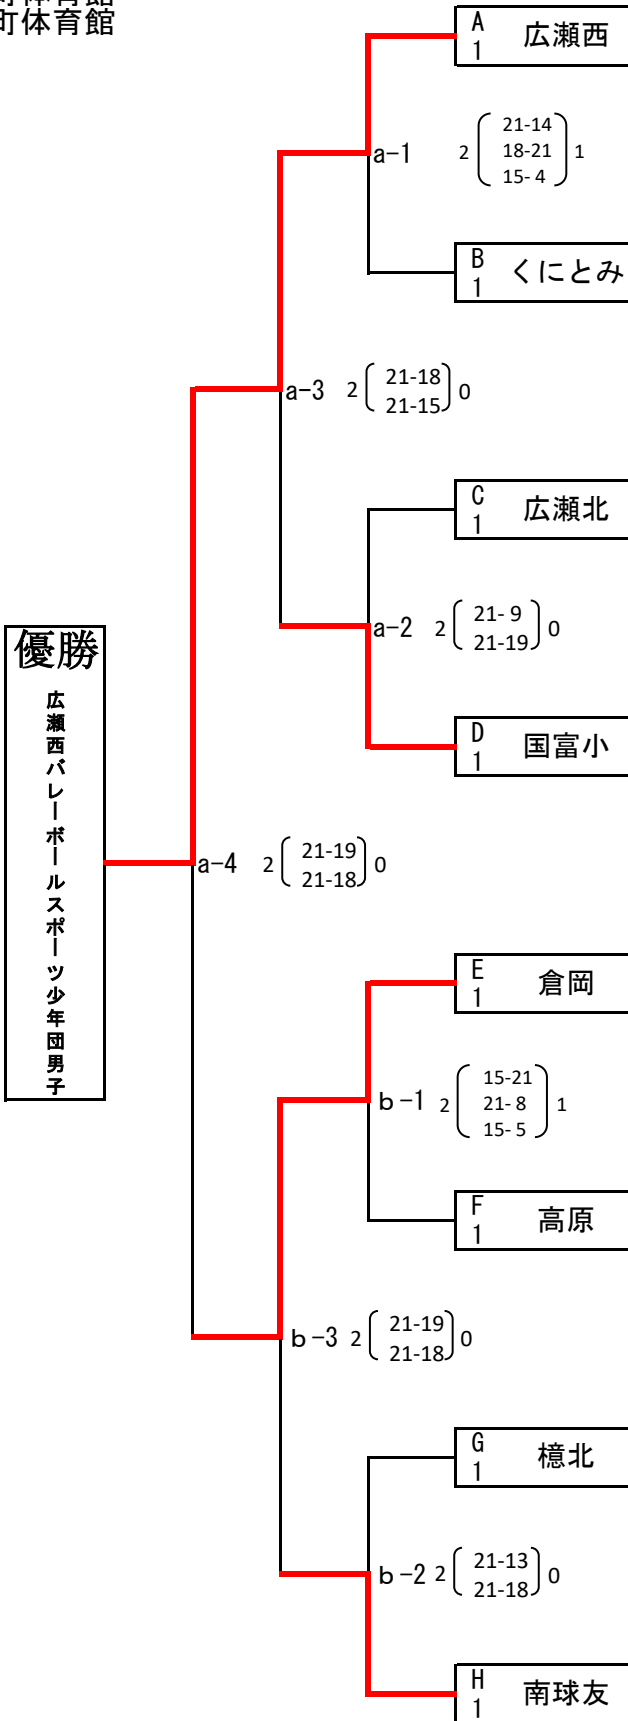 町体育館
町体育館
A
1
広瀬西
a-1
2
21-14
18-21
15- 4
1
B
1
くにとみ
a-3
2
21-18
21-15
0
C
1
広瀬北
a-2
2
21- 9
21-19
0
D
1
国富小
優勝
広瀬西バレーボールスポーツ少年団男子
a-4
2
21-19
21-18
0
E
1
倉岡
b-1
2
15-21
21- 8
15- 5
1
F
1
高原
b-3
2
21-19
21-18
0
G
1
檍北
b-2
2
21-13
21-18
0
H
1
南球友